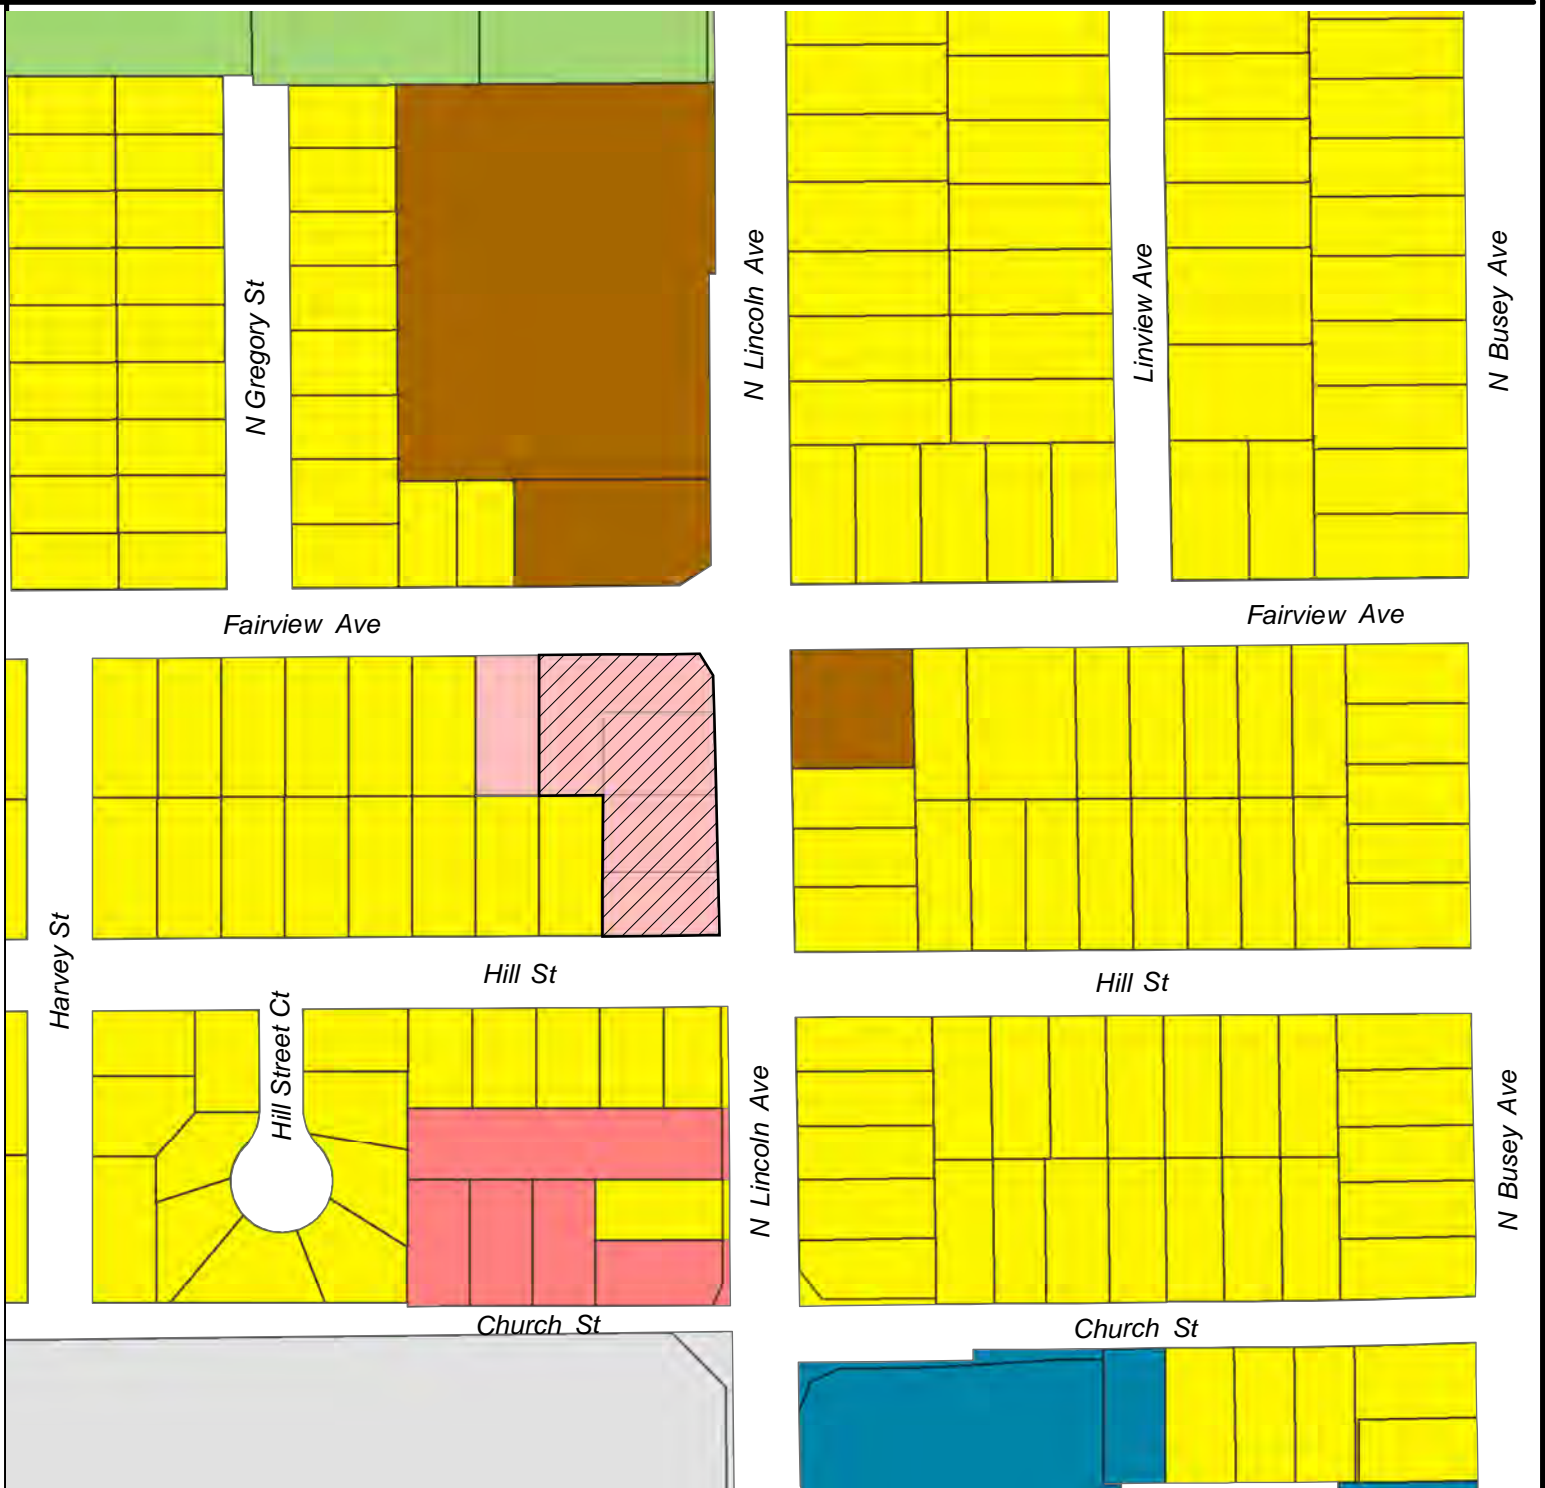 N Gregory St
N Lincoln Ave
Linview Ave
N Busey Ave
Fairview Ave
Fairview Ave
Harvey St
Hill St
Hill St
Hill Street Ct
N Lincoln Ave
N Busey Ave
Church St
Church St